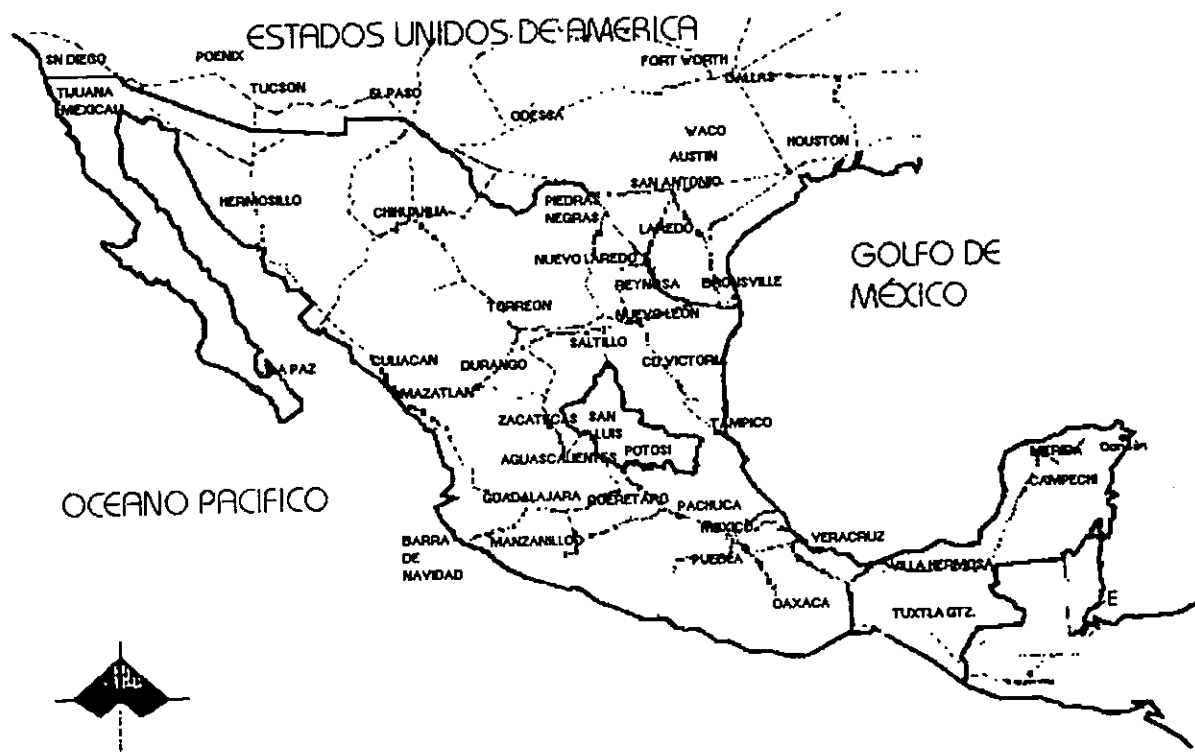 ESTADOS UNIDOS DE AMERICA
SN DIEGO
POENIX
FORT WORTH
DALLAS
TIJUANA
MEXICALI
TUCSON
EL PASO
ODESSA
WACO
HOUSTON
AUSTIN
HERMOSILLO
CHIHUAHUA
PIEDRAS
NEGRAS
SAN ANTONIO
LAREDO
GOLFO DE
MÉXICO
NUEVO LAREDO
REYNOSA
BROUSVILLE
TORREON
NUEVO LEÓN
SALTILLO
CULIACAN
DURANGO
CD VICTORIA
LA PAZ
MAZATLAN
ZACATECAS
SAN
LUIS
POTOSI
TAMPICO
AGUASCALIENTES
MERIDA
CAMPECHI
OCEANO PACIFICO
GUADALAJARA
QUERETARO
PACHUCA
MEXICO
BARRA
DE
NAVIDAD
MANZANILLO
VERACRUZ
PUEBLA
VILLA HERMOSA
OAXACA
TUXTLA GTZ.
E